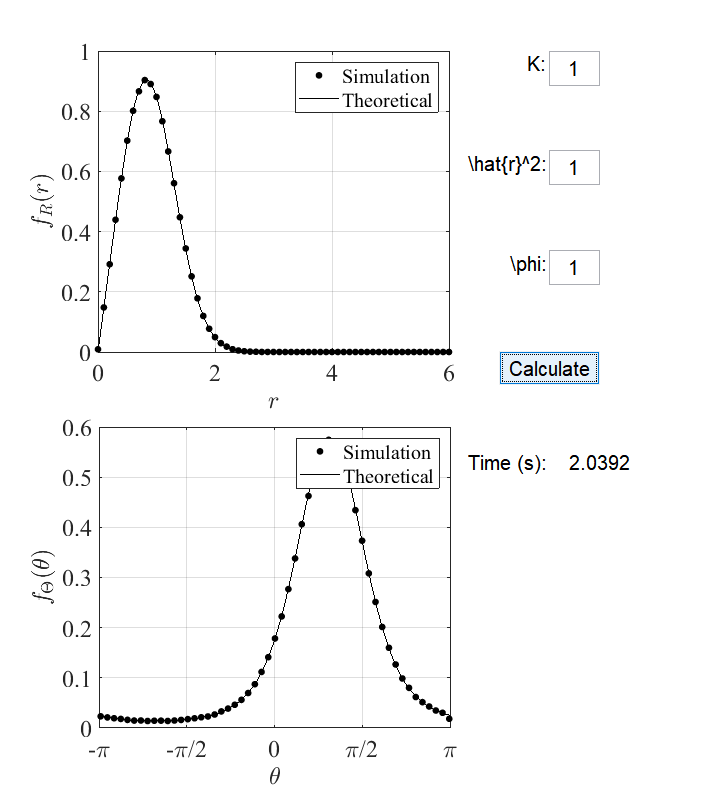 1
0.8
0.6
0.4
0.2
0
0 2 4 6
f_R(r)
r
Simulation
Theoretical
K: 1
\hat{r}^2: 1
\phi: 1
Calculate
0.6
0.5
0.4
0.3
0.2
0.1
0
-π -π/2 0 π/2 π
f_Θ(θ)
θ
Simulation
Theoretical
Time (s): 2.0392